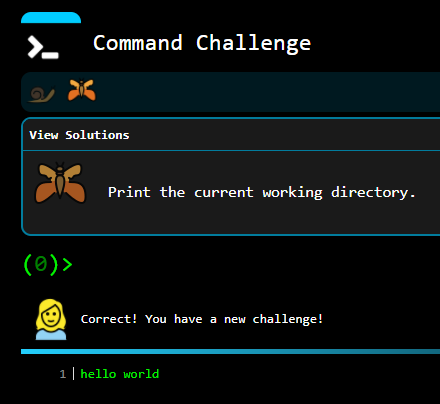 Command Challenge
View Solutions
Print the current working directory.
(0)>
Correct! You have a new challenge!
1 hello world